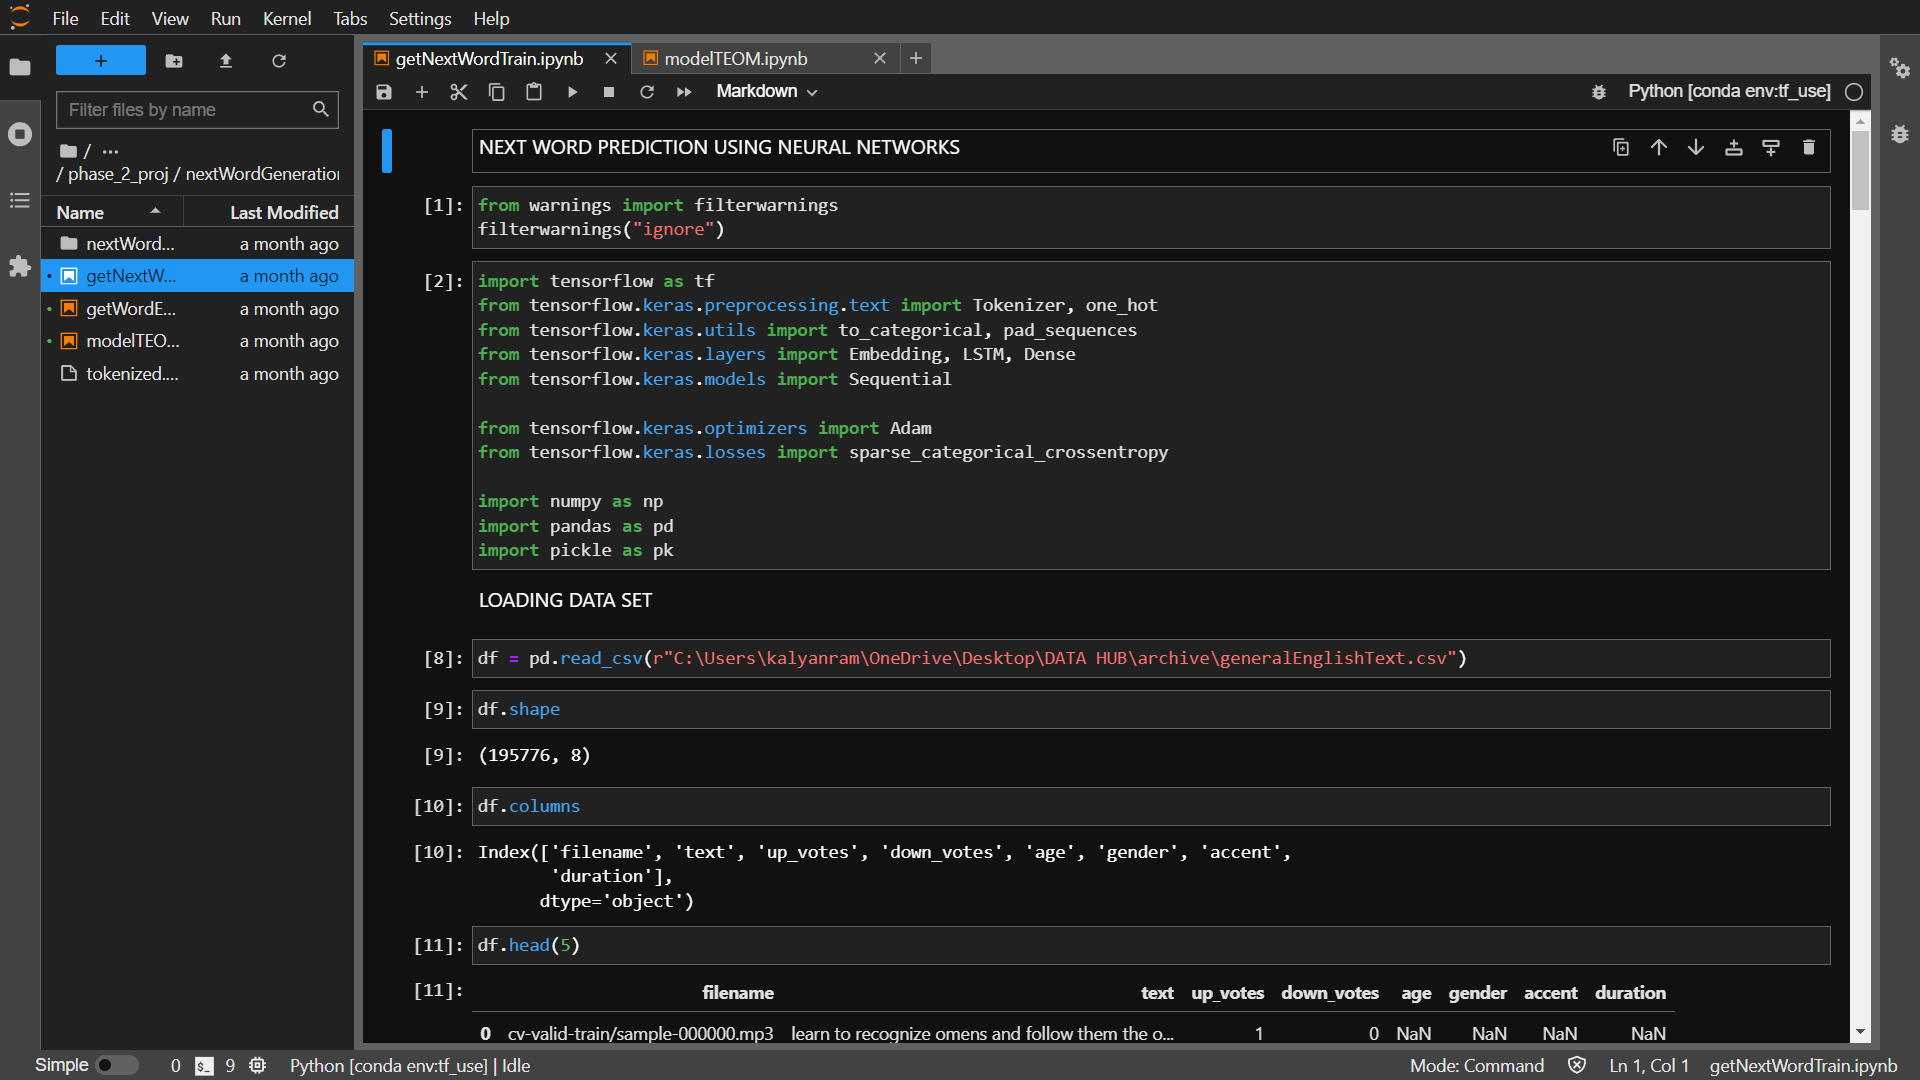 File Edit View Run Kernel Tabs Settings Help
+
Filter files by name
/ ...
/ phase_2_proj / nextWordGeneration
Name Last Modified
nextWord... a month ago
getNextW... a month ago
getWordE... a month ago
modelTEO... a month ago
tokenized.... a month ago
getNextWordTrain.ipynb
modelTEOM.ipynb
Markdown
Python [conda env:tf_use]
NEXT WORD PREDICTION USING NEURAL NETWORKS
[1]: from warnings import filterwarnings
filterwarnings("ignore")
[2]: import tensorflow as tf
from tensorflow.keras.preprocessing.text import Tokenizer, one_hot
from tensorflow.keras.utils import to_categorical, pad_sequences
from tensorflow.keras.layers import Embedding, LSTM, Dense
from tensorflow.keras.models import Sequential
from tensorflow.keras.optimizers import Adam
from tensorflow.keras.losses import sparse_categorical_crossentropy
import numpy as np
import pandas as pd
import pickle as pk
LOADING DATA SET
[8]: df = pd.read_csv(r"C:\Users\kalyanram\OneDrive\Desktop\DATA HUB\archive\generalEnglishText.csv")
[9]: df.shape
[9]: (195776, 8)
[10]: df.columns
[10]: Index(['filename', 'text', 'up_votes', 'down_votes', 'age', 'gender', 'accent',
'duration'],
dtype='object')
[11]: df.head(5)
[11]: filename text up_votes down_votes age gender accent duration
0 cv-valid-train/sample-000000.mp3 learn to recognize omens and follow them the o... 1 0 NaN NaN NaN NaN
Simple 0 $_ 9 Python [conda env:tf_use] | Idle Mode: Command Ln 1, Col 1 getNextWordTrain.ipynb